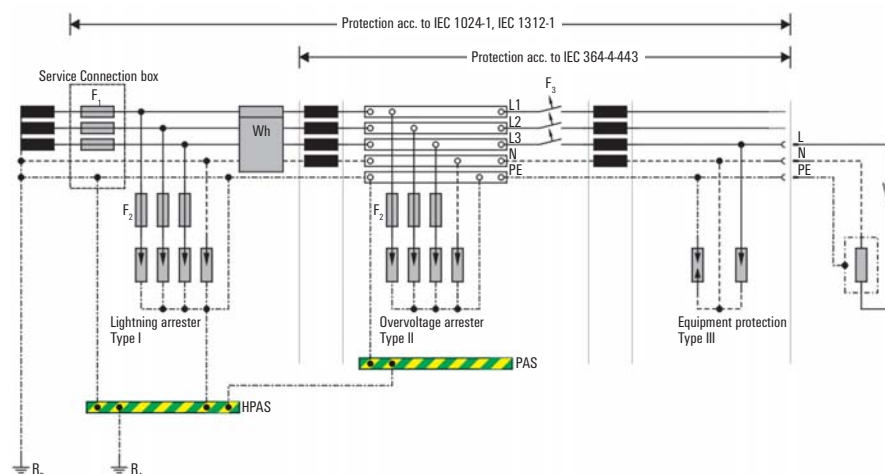 Protection acc. to IEC 1024-1, IEC 1312-1
Protection acc. to IEC 364-4-443
Service Connection box
F1
F3
L1
L2
L3
N
PE
Wh
L
N
PE
F2
F2
Lightning arrester
Type I
Overvoltage arrester
Type II
Equipment protection
Type III
PAS
HPAS
R
R